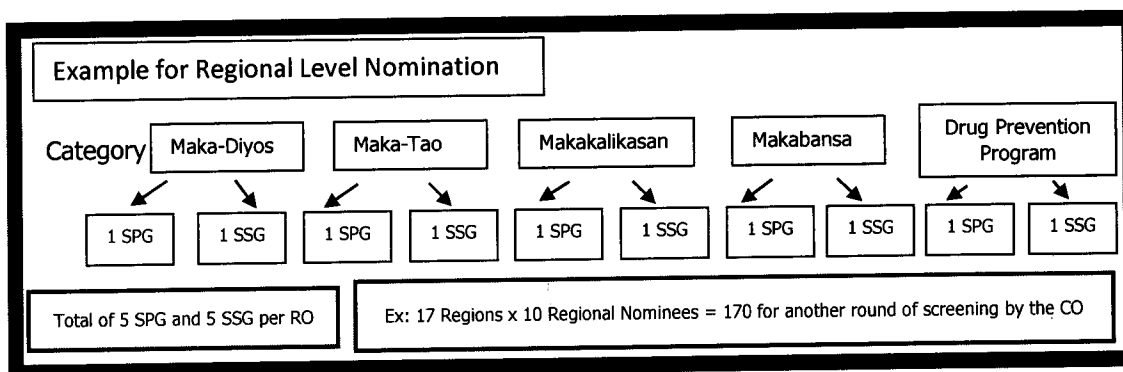 Example for Regional Level Nomination
Category
Maka-Diyos
Maka-Tao
Makakalikasan
Makabansa
Drug Prevention
Program
1 SPG
1 SSG
1 SPG
1 SSG
1 SPG
1 SSG
1 SPG
1 SSG
1 SPG
1 SSG
Total of 5 SPG and 5 SSG per RO
Ex: 17 Regions x 10 Regional Nominees = 170 for another round of screening by the CO